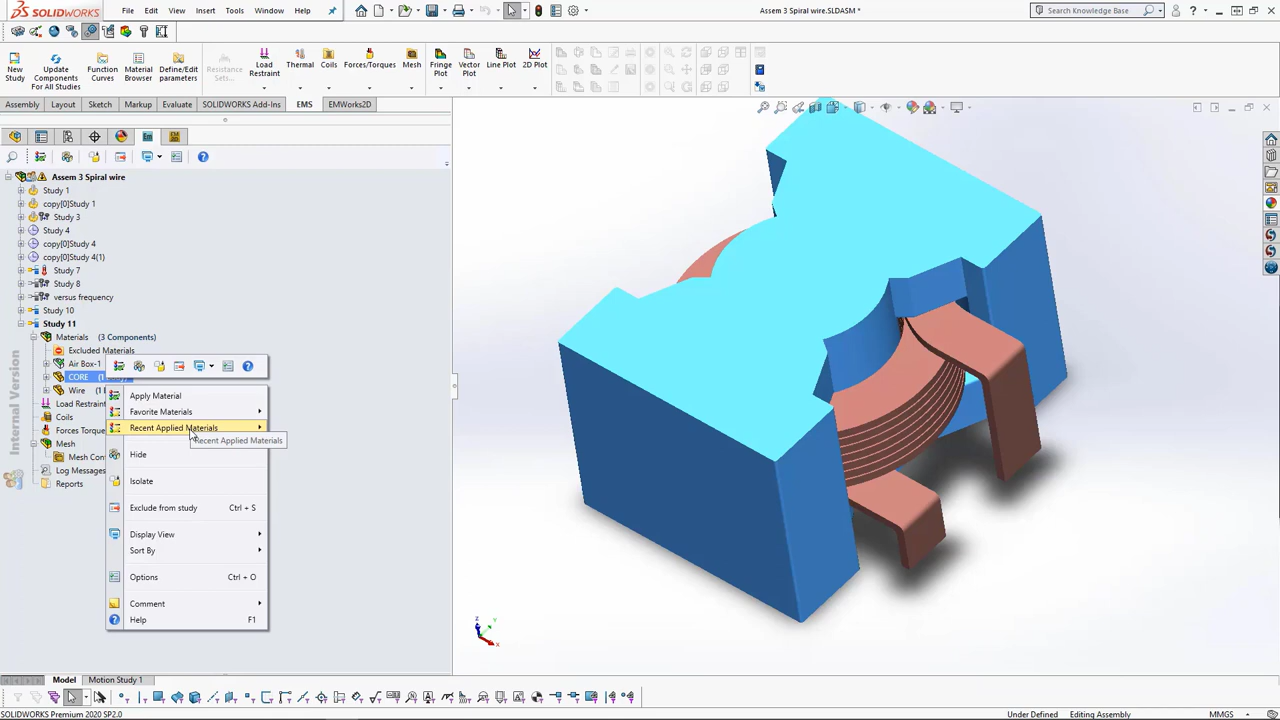 SOLIDWORKS File Edit View Insert Tools Window Help Assem 3 Spiral wire.SLDASM * Search Knowledge Base
New Study
Update Components For All Studies
Function Curves
Material Browser
Define/Edit parameters
Resistance Sets...
Load Restraint
Thermal
Coils
Forces/Torques
Mesh
Fringe Plot
Vector Plot
Line Plot
2D Plot
Assembly Layout Sketch Markup Evaluate SOLIDWORKS Add-Ins EMS EMWorks2D
Assem 3 Spiral wire
Study 1
copy[0]Study 1
Study 3
Study 4
copy[0]Study 4
copy[0]Study 4(1)
Study 7
Study 8
versus frequency
Study 10
Study 11
Materials (3 Components)
Excluded Materials
Air Box-1
CORE (1
Wire (1
Load Restraint
Coils
Forces Torque
Mesh
Mesh Con
Log Messages
Reports
Internal Version
Apply Material
Favorite Materials
Recent Applied Materials
Recent Applied Materials
Hide
Isolate
Exclude from study Ctrl + S
Display View
Sort By
Options Ctrl + O
Comment
Help F1
z
Y
x
Model Motion Study 1
SOLIDWORKS Premium 2020 SP2.0 Under Defined Editing Assembly MMGS